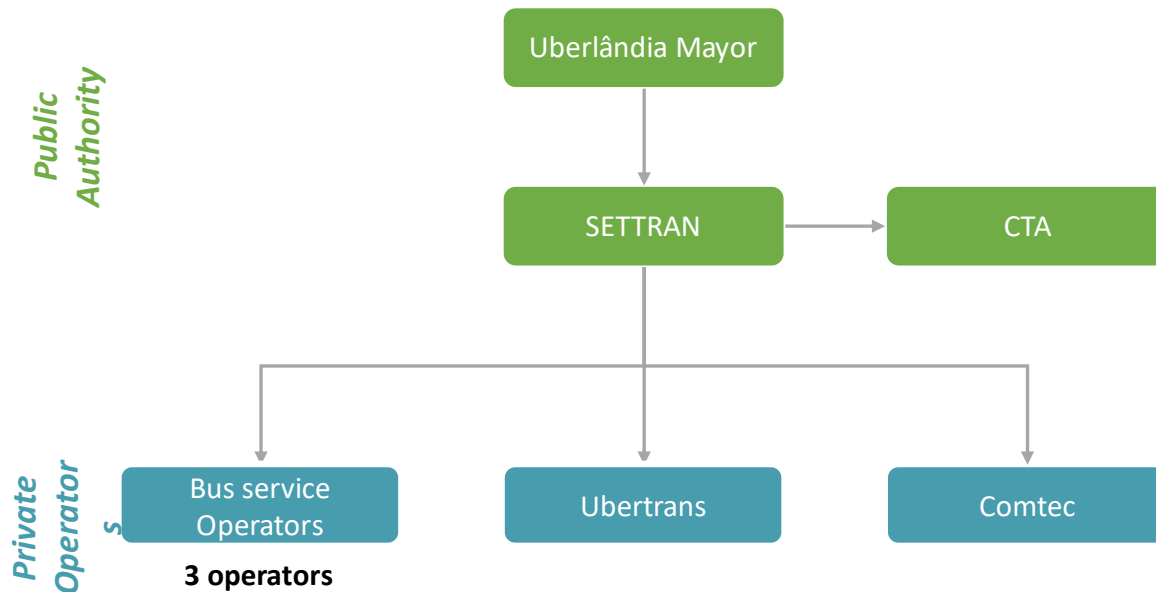 Uberlândia Mayor
Public
Authority
SETTRAN
CTA
Private
Operator
s
Bus service
Operators
Ubertrans
Comtec
3 operators